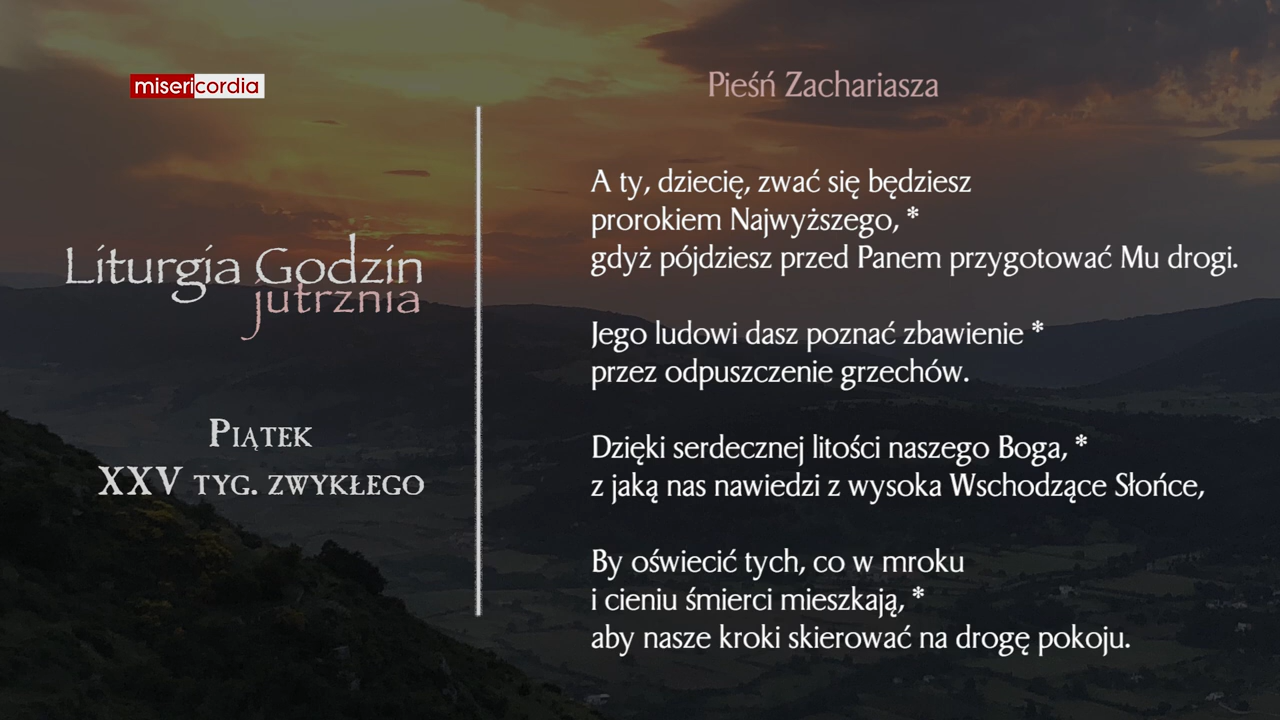 misericordia
Liturgia Godzin
jutrznia
Piątek
XXV tyg. zwykłego
Pieśń Zachariasza
A ty, dziecię, zwać się będziesz
prorokiem Najwyższego, *
gdyż pójdziesz przed Panem przygotować Mu drogi.
Jego ludowi dasz poznać zbawienie *
przez odpuszczenie grzechów.
Dzięki serdecznej litości naszego Boga, *
z jaką nas nawiedzi z wysoka Wschodzące Słońce,
By oświecić tych, co w mroku
i cieniu śmierci mieszkają, *
aby nasze kroki skierować na drogę pokoju.